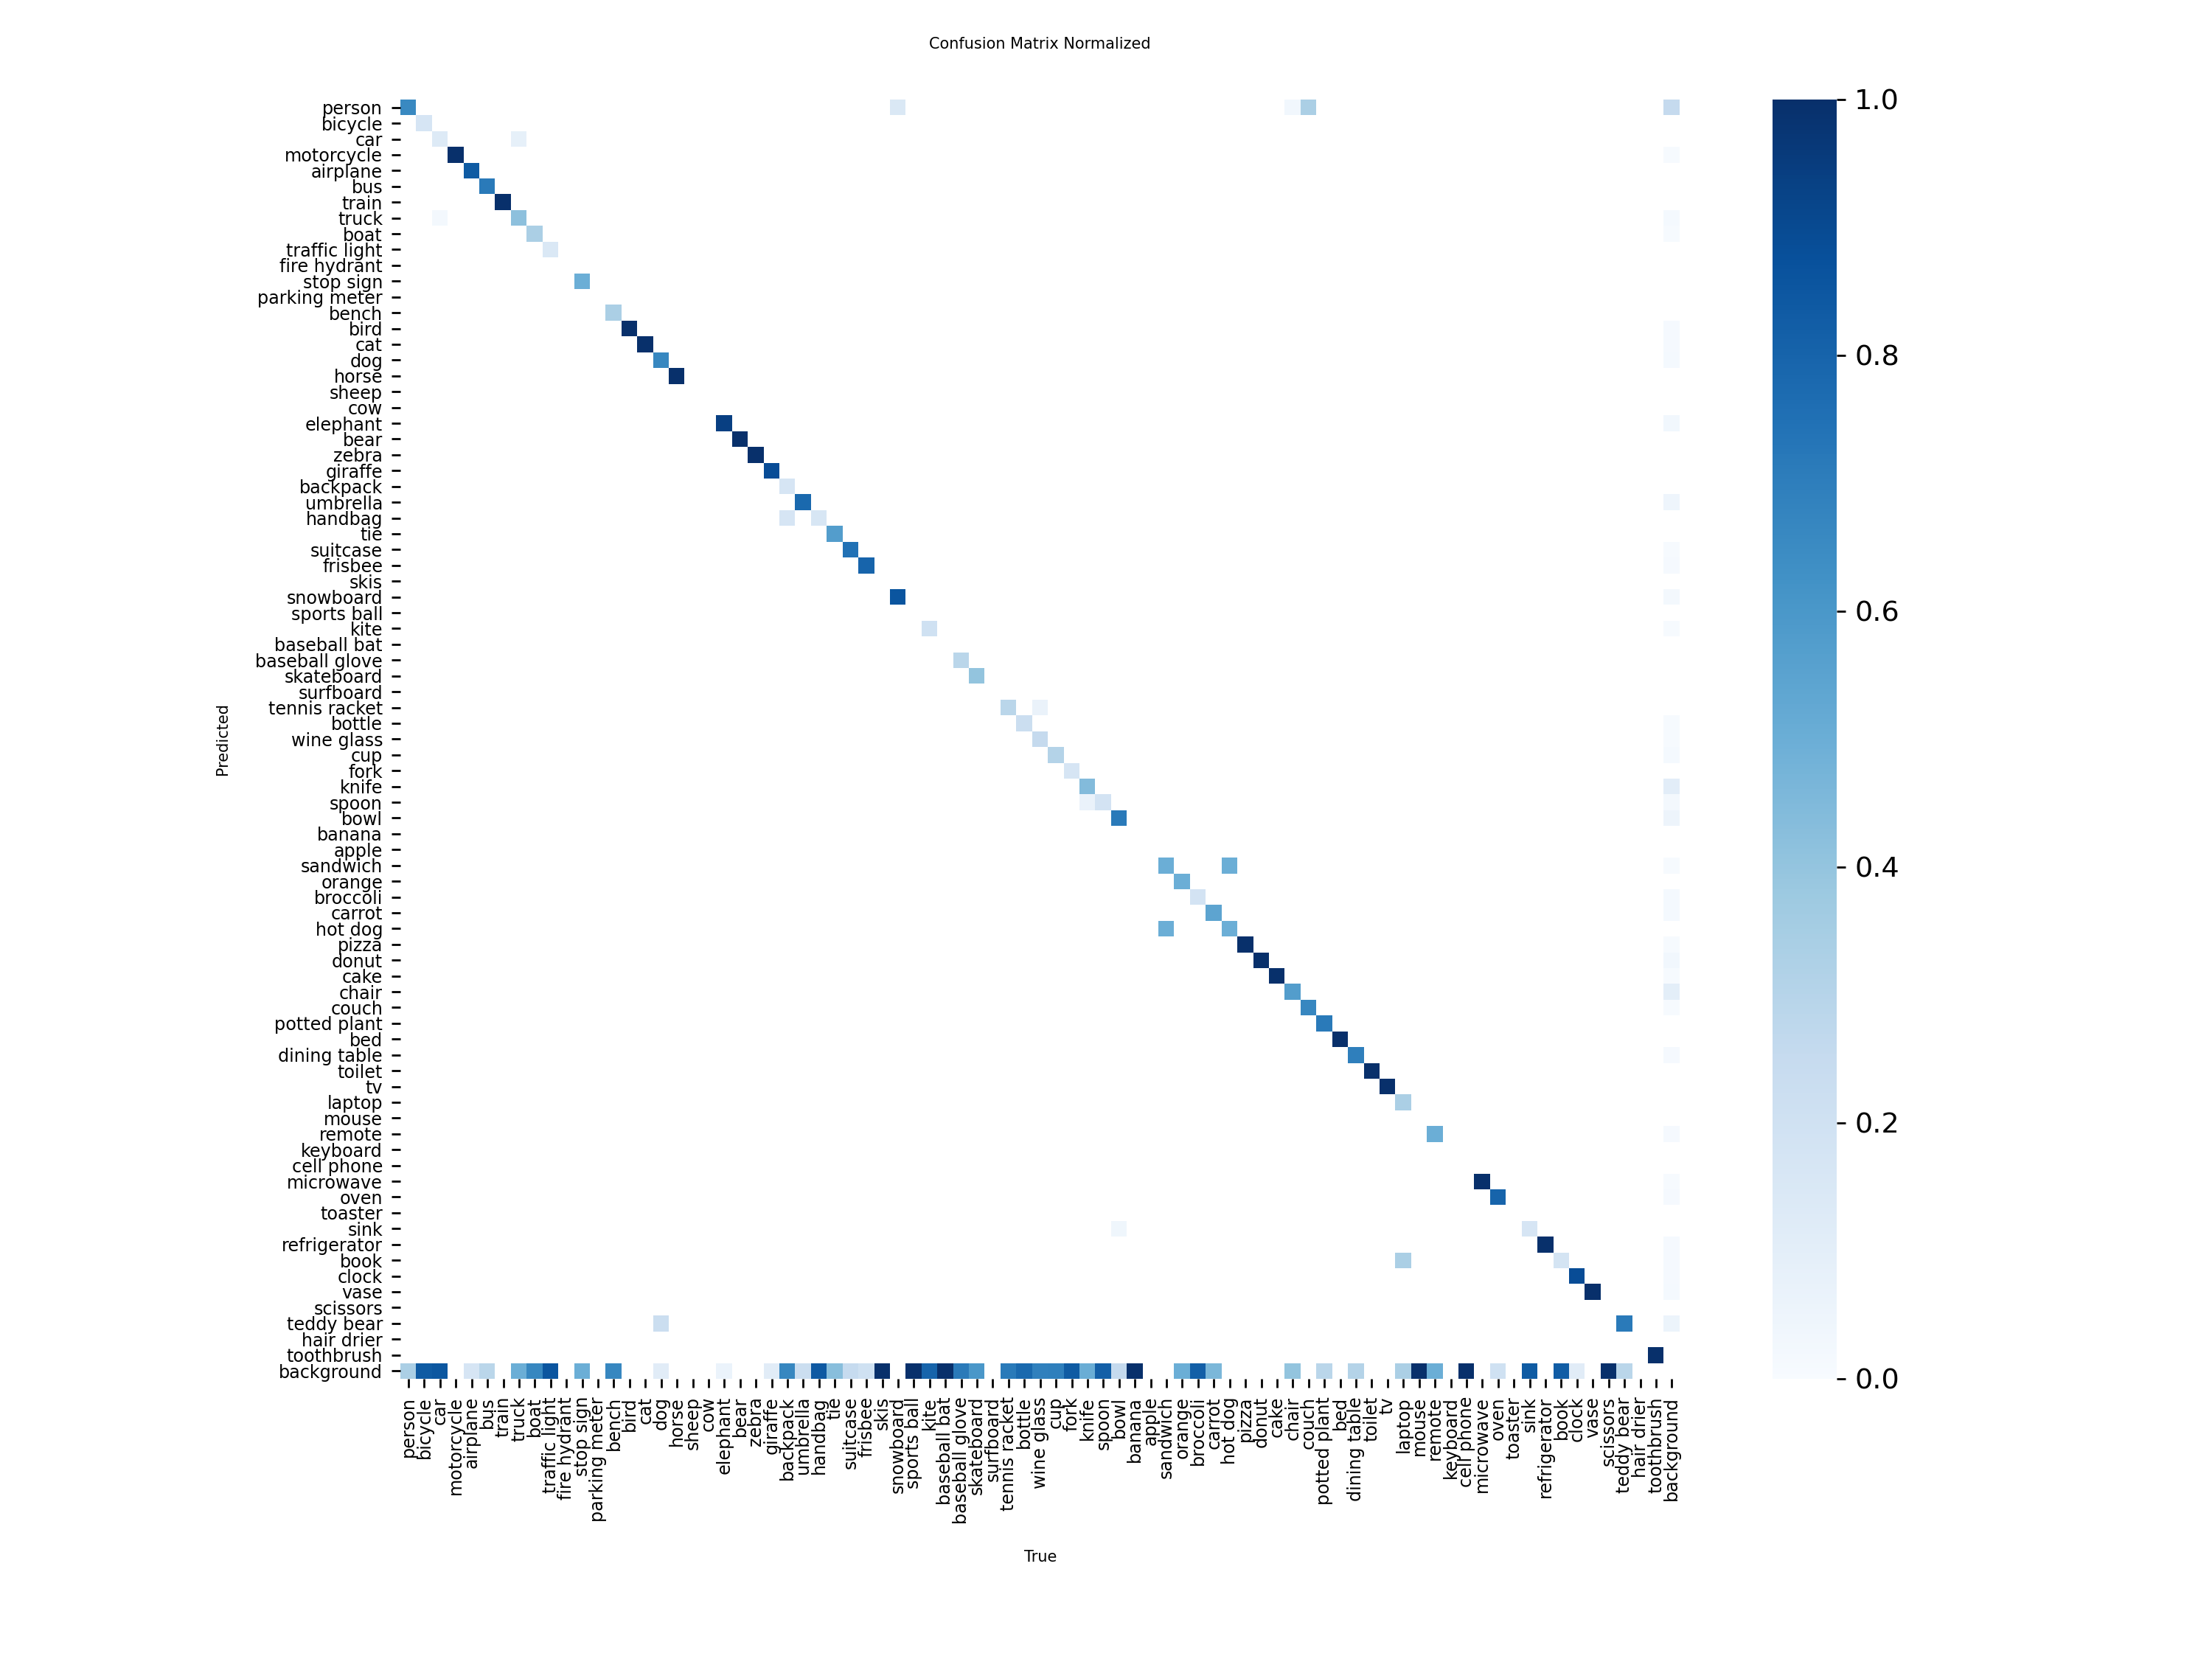 Confusion Matrix Normalized
person
bicycle
car
motorcycle
airplane
bus
train
truck
boat
traffic light
fire hydrant
stop sign
parking meter
bench
bird
cat
dog
horse
sheep
cow
elephant
bear
zebra
giraffe
backpack
umbrella
handbag
tie
suitcase
frisbee
skis
snowboard
sports ball
kite
baseball bat
baseball glove
skateboard
surfboard
tennis racket
bottle
wine glass
cup
fork
knife
spoon
bowl
banana
apple
sandwich
orange
broccoli
carrot
hot dog
pizza
donut
cake
chair
couch
potted plant
bed
dining table
toilet
tv
laptop
mouse
remote
keyboard
cell phone
microwave
oven
toaster
sink
refrigerator
book
clock
vase
scissors
teddy bear
hair drier
toothbrush
background
Predicted
person
bicycle
car
motorcycle
airplane
bus
train
truck
boat
traffic light
fire hydrant
stop sign
parking meter
bench
bird
cat
dog
horse
sheep
cow
elephant
bear
zebra
giraffe
backpack
umbrella
handbag
tie
suitcase
frisbee
skis
snowboard
sports ball
kite
baseball bat
baseball glove
skateboard
surfboard
tennis racket
bottle
wine glass
cup
fork
knife
spoon
bowl
banana
apple
sandwich
orange
broccoli
carrot
hot dog
pizza
donut
cake
chair
couch
potted plant
bed
dining table
toilet
tv
laptop
mouse
remote
keyboard
cell phone
microwave
oven
toaster
sink
refrigerator
book
clock
vase
scissors
teddy bear
hair drier
toothbrush
background
True
1.0
0.8
0.6
0.4
0.2
0.0